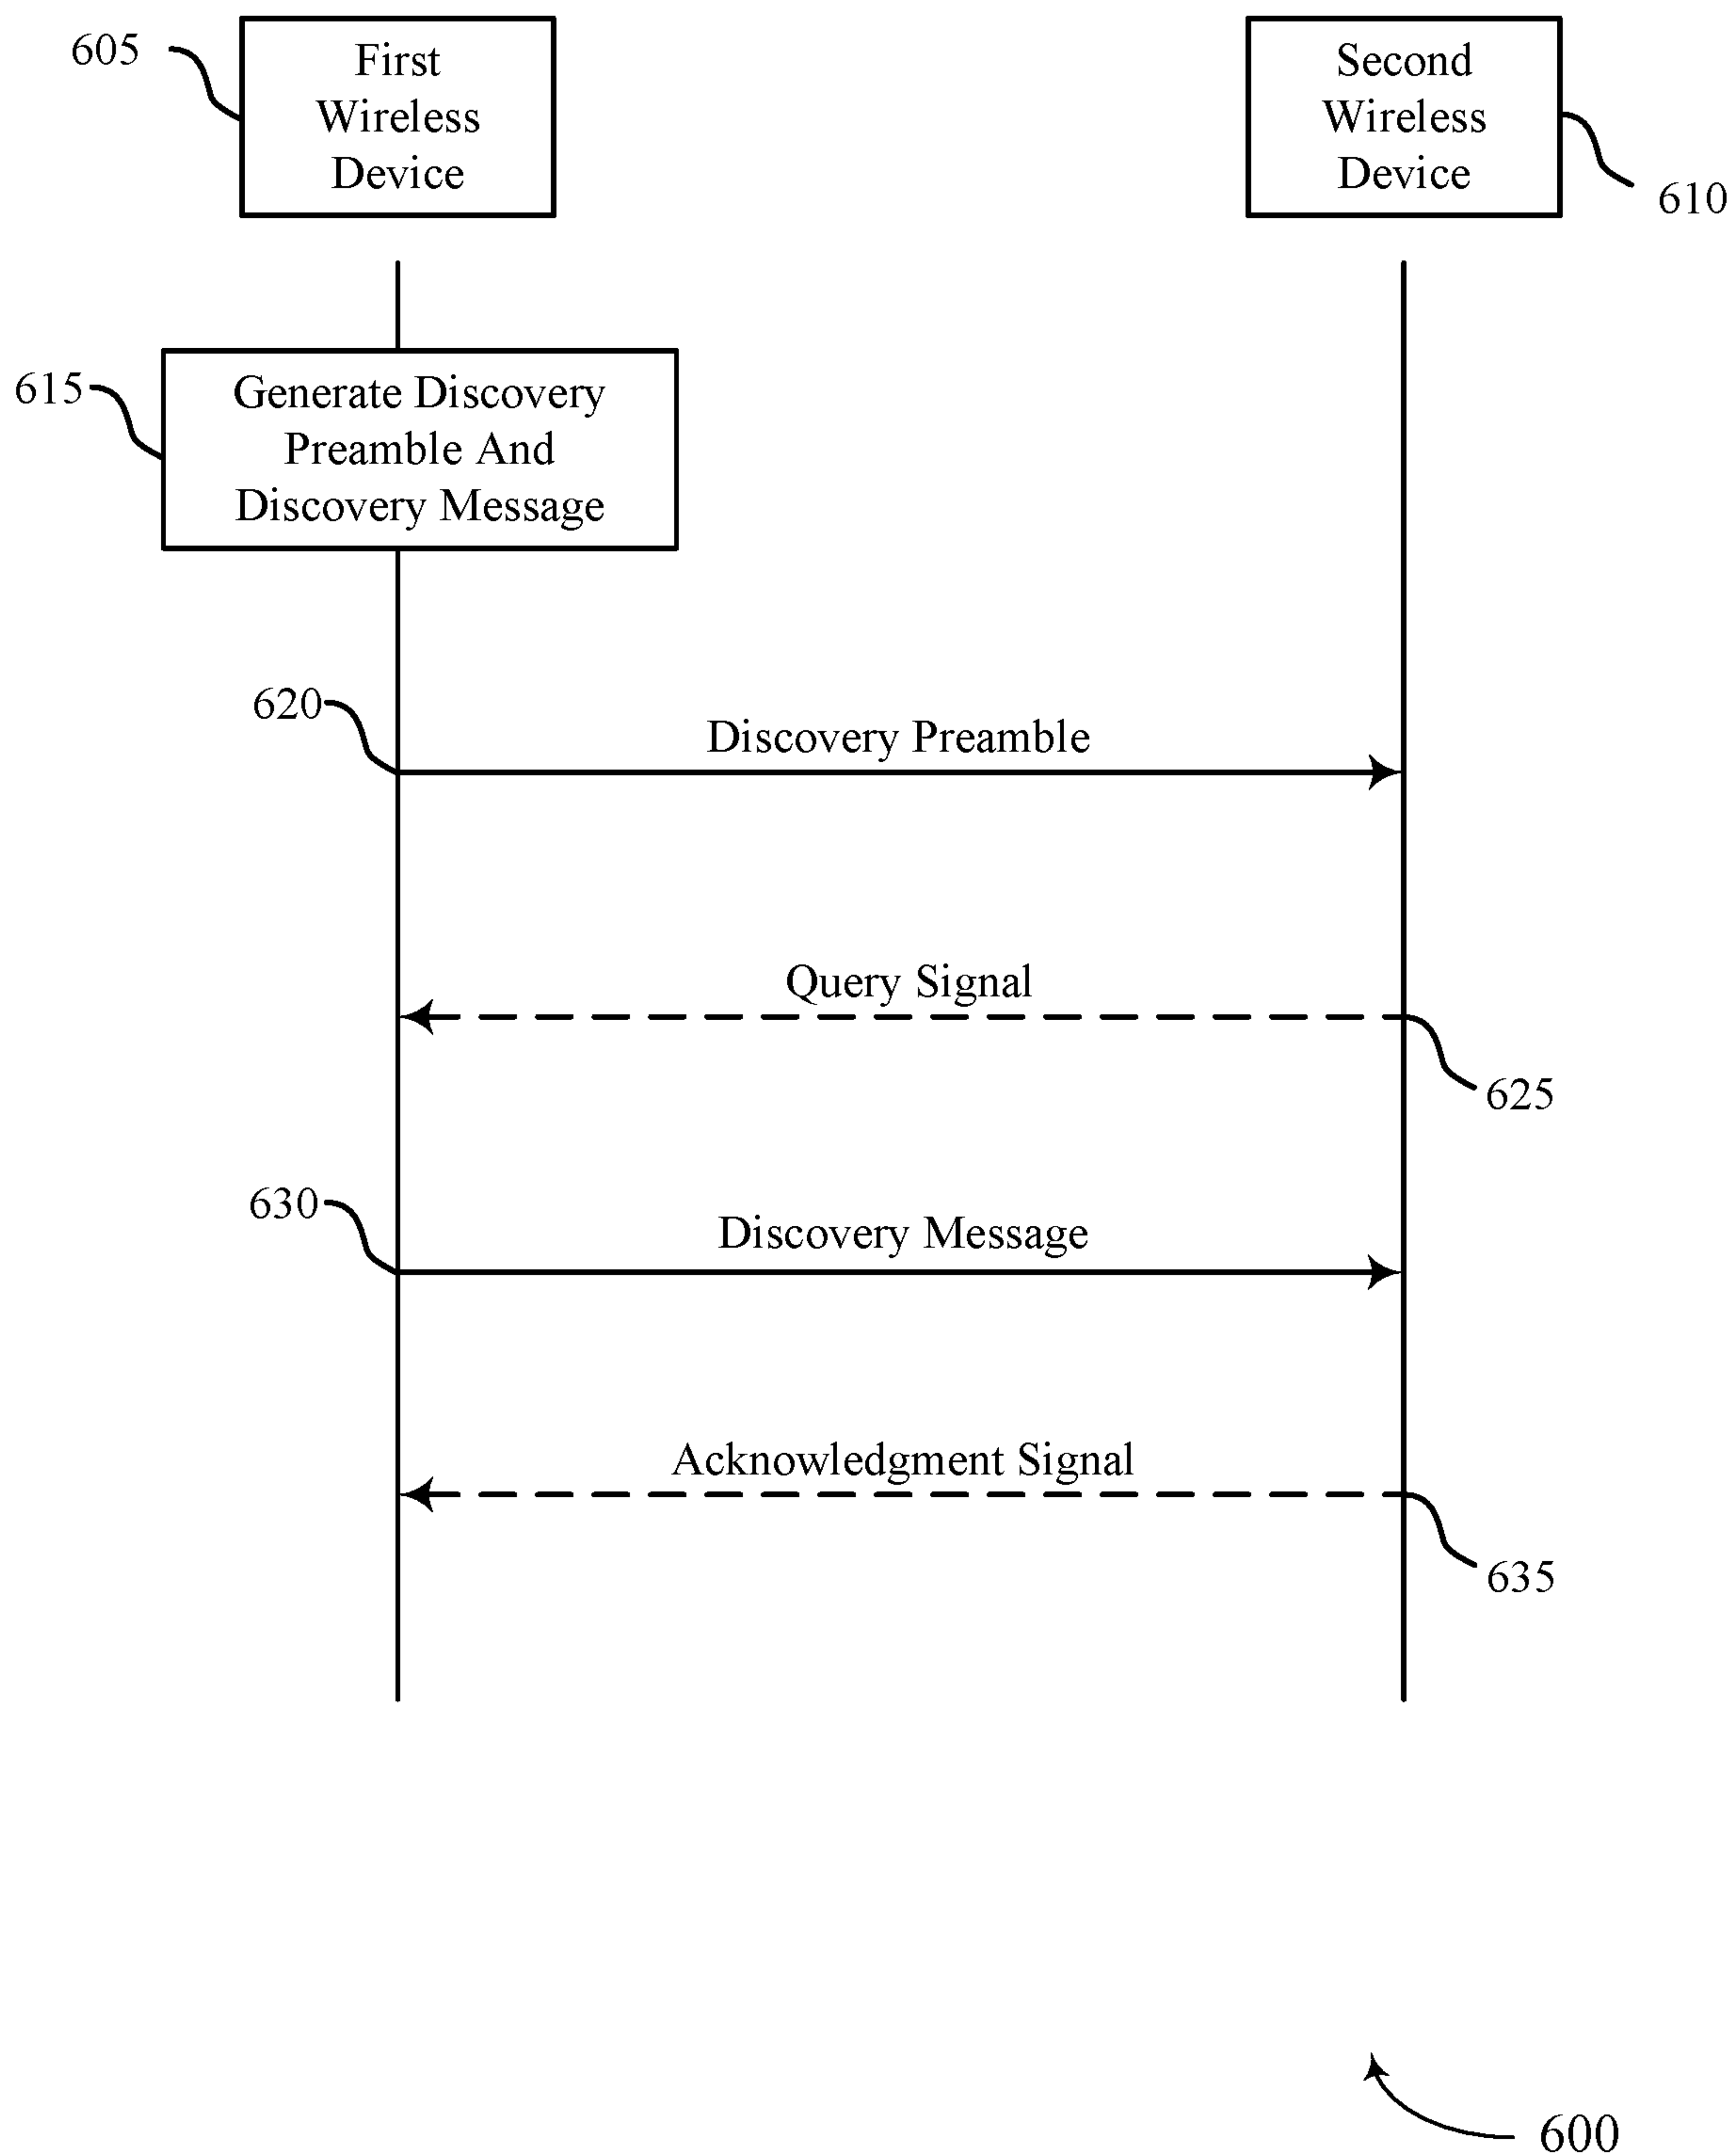 605
First
Wireless
Device
Second
Wireless
Device
610
615
Generate Discovery
Preamble And
Discovery Message
620
Discovery Preamble
Query Signal
625
630
Discovery Message
Acknowledgment Signal
635
600